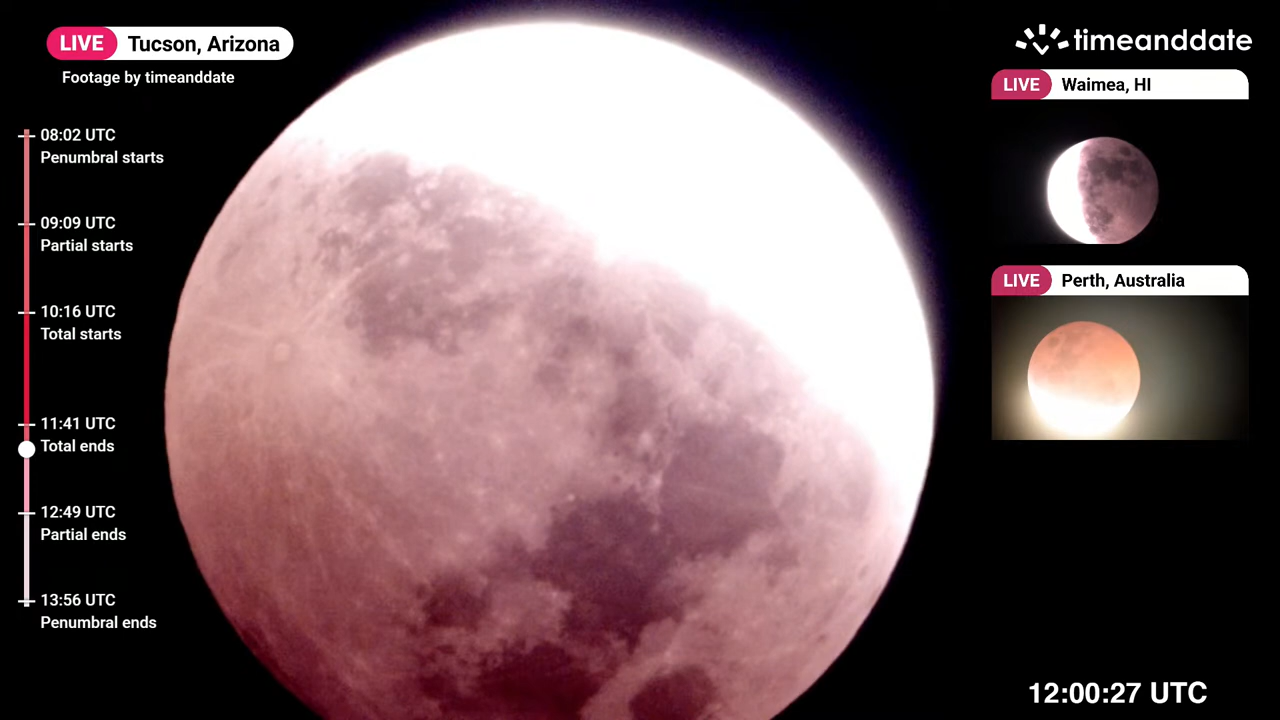 LIVE Tucson, Arizona
Footage by timeanddate
08:02 UTC
Penumbral starts
09:09 UTC
Partial starts
10:16 UTC
Total starts
11:41 UTC
Total ends
12:49 UTC
Partial ends
13:56 UTC
Penumbral ends
timeanddate
LIVE Waimea, HI
LIVE Perth, Australia
12:00:27 UTC